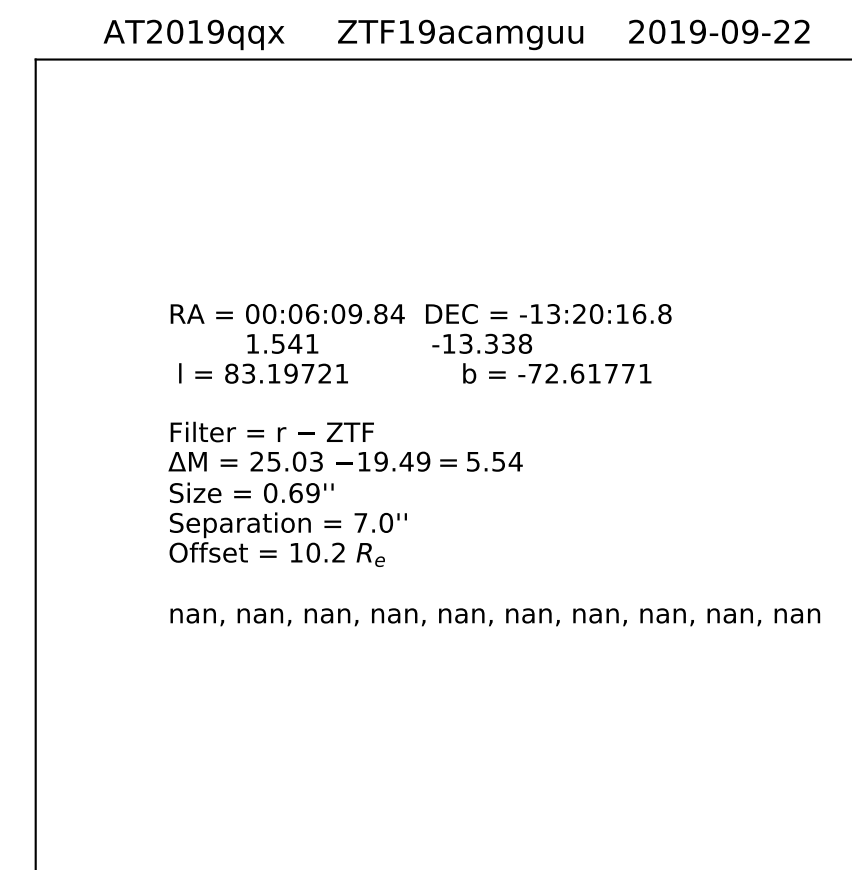 AT2019qqx ZTF19acamguu 2019-09-22
RA = 00:06:09.84 DEC = -13:20:16.8
1.541 -13.338
l = 83.19721 b = -72.61771
Filter = r − ZTF
ΔM = 25.03 −19.49 = 5.54
Size = 0.69''
Separation = 7.0''
Offset = 10.2 Re
nan, nan, nan, nan, nan, nan, nan, nan, nan, nan